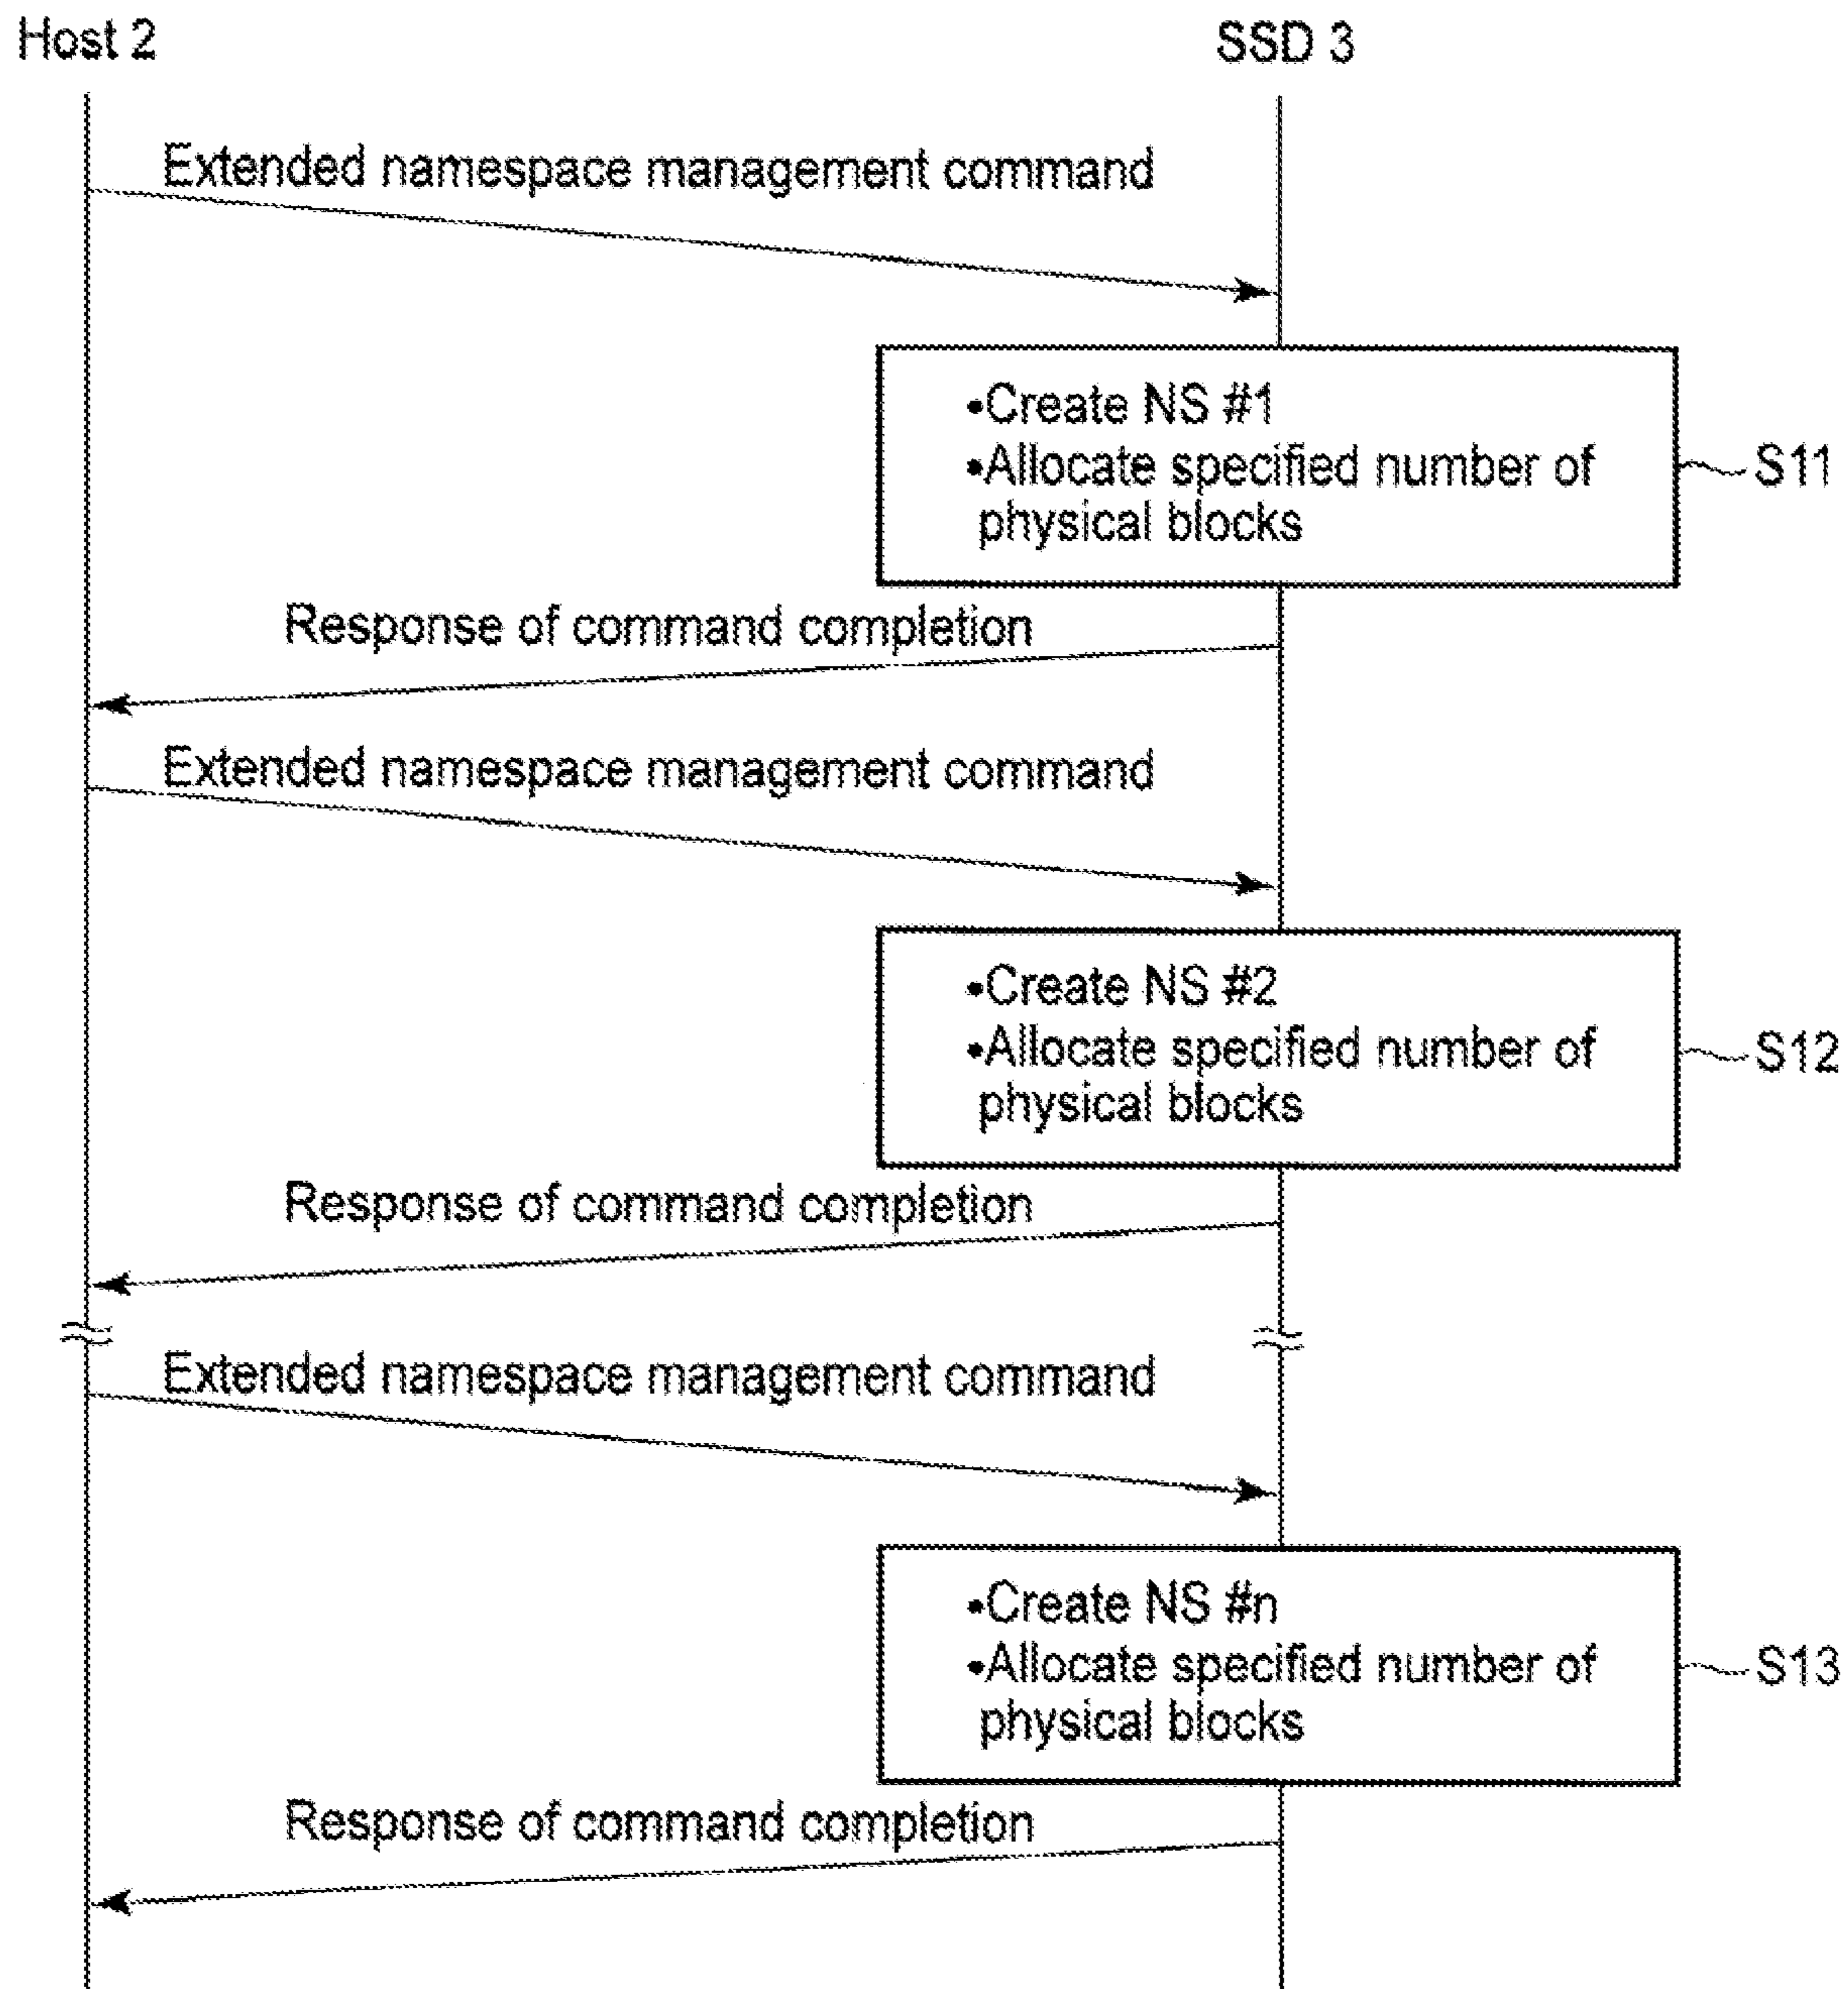 Host 2
SSD 3
Extended namespace management command
•Create NS #1
•Allocate specified number of
physical blocks
S11
Response of command completion
Extended namespace management command
•Create NS #2
•Allocate specified number of
physical blocks
S12
Response of command completion
Extended namespace management command
•Create NS #n
•Allocate specified number of
physical blocks
S13
Response of command completion